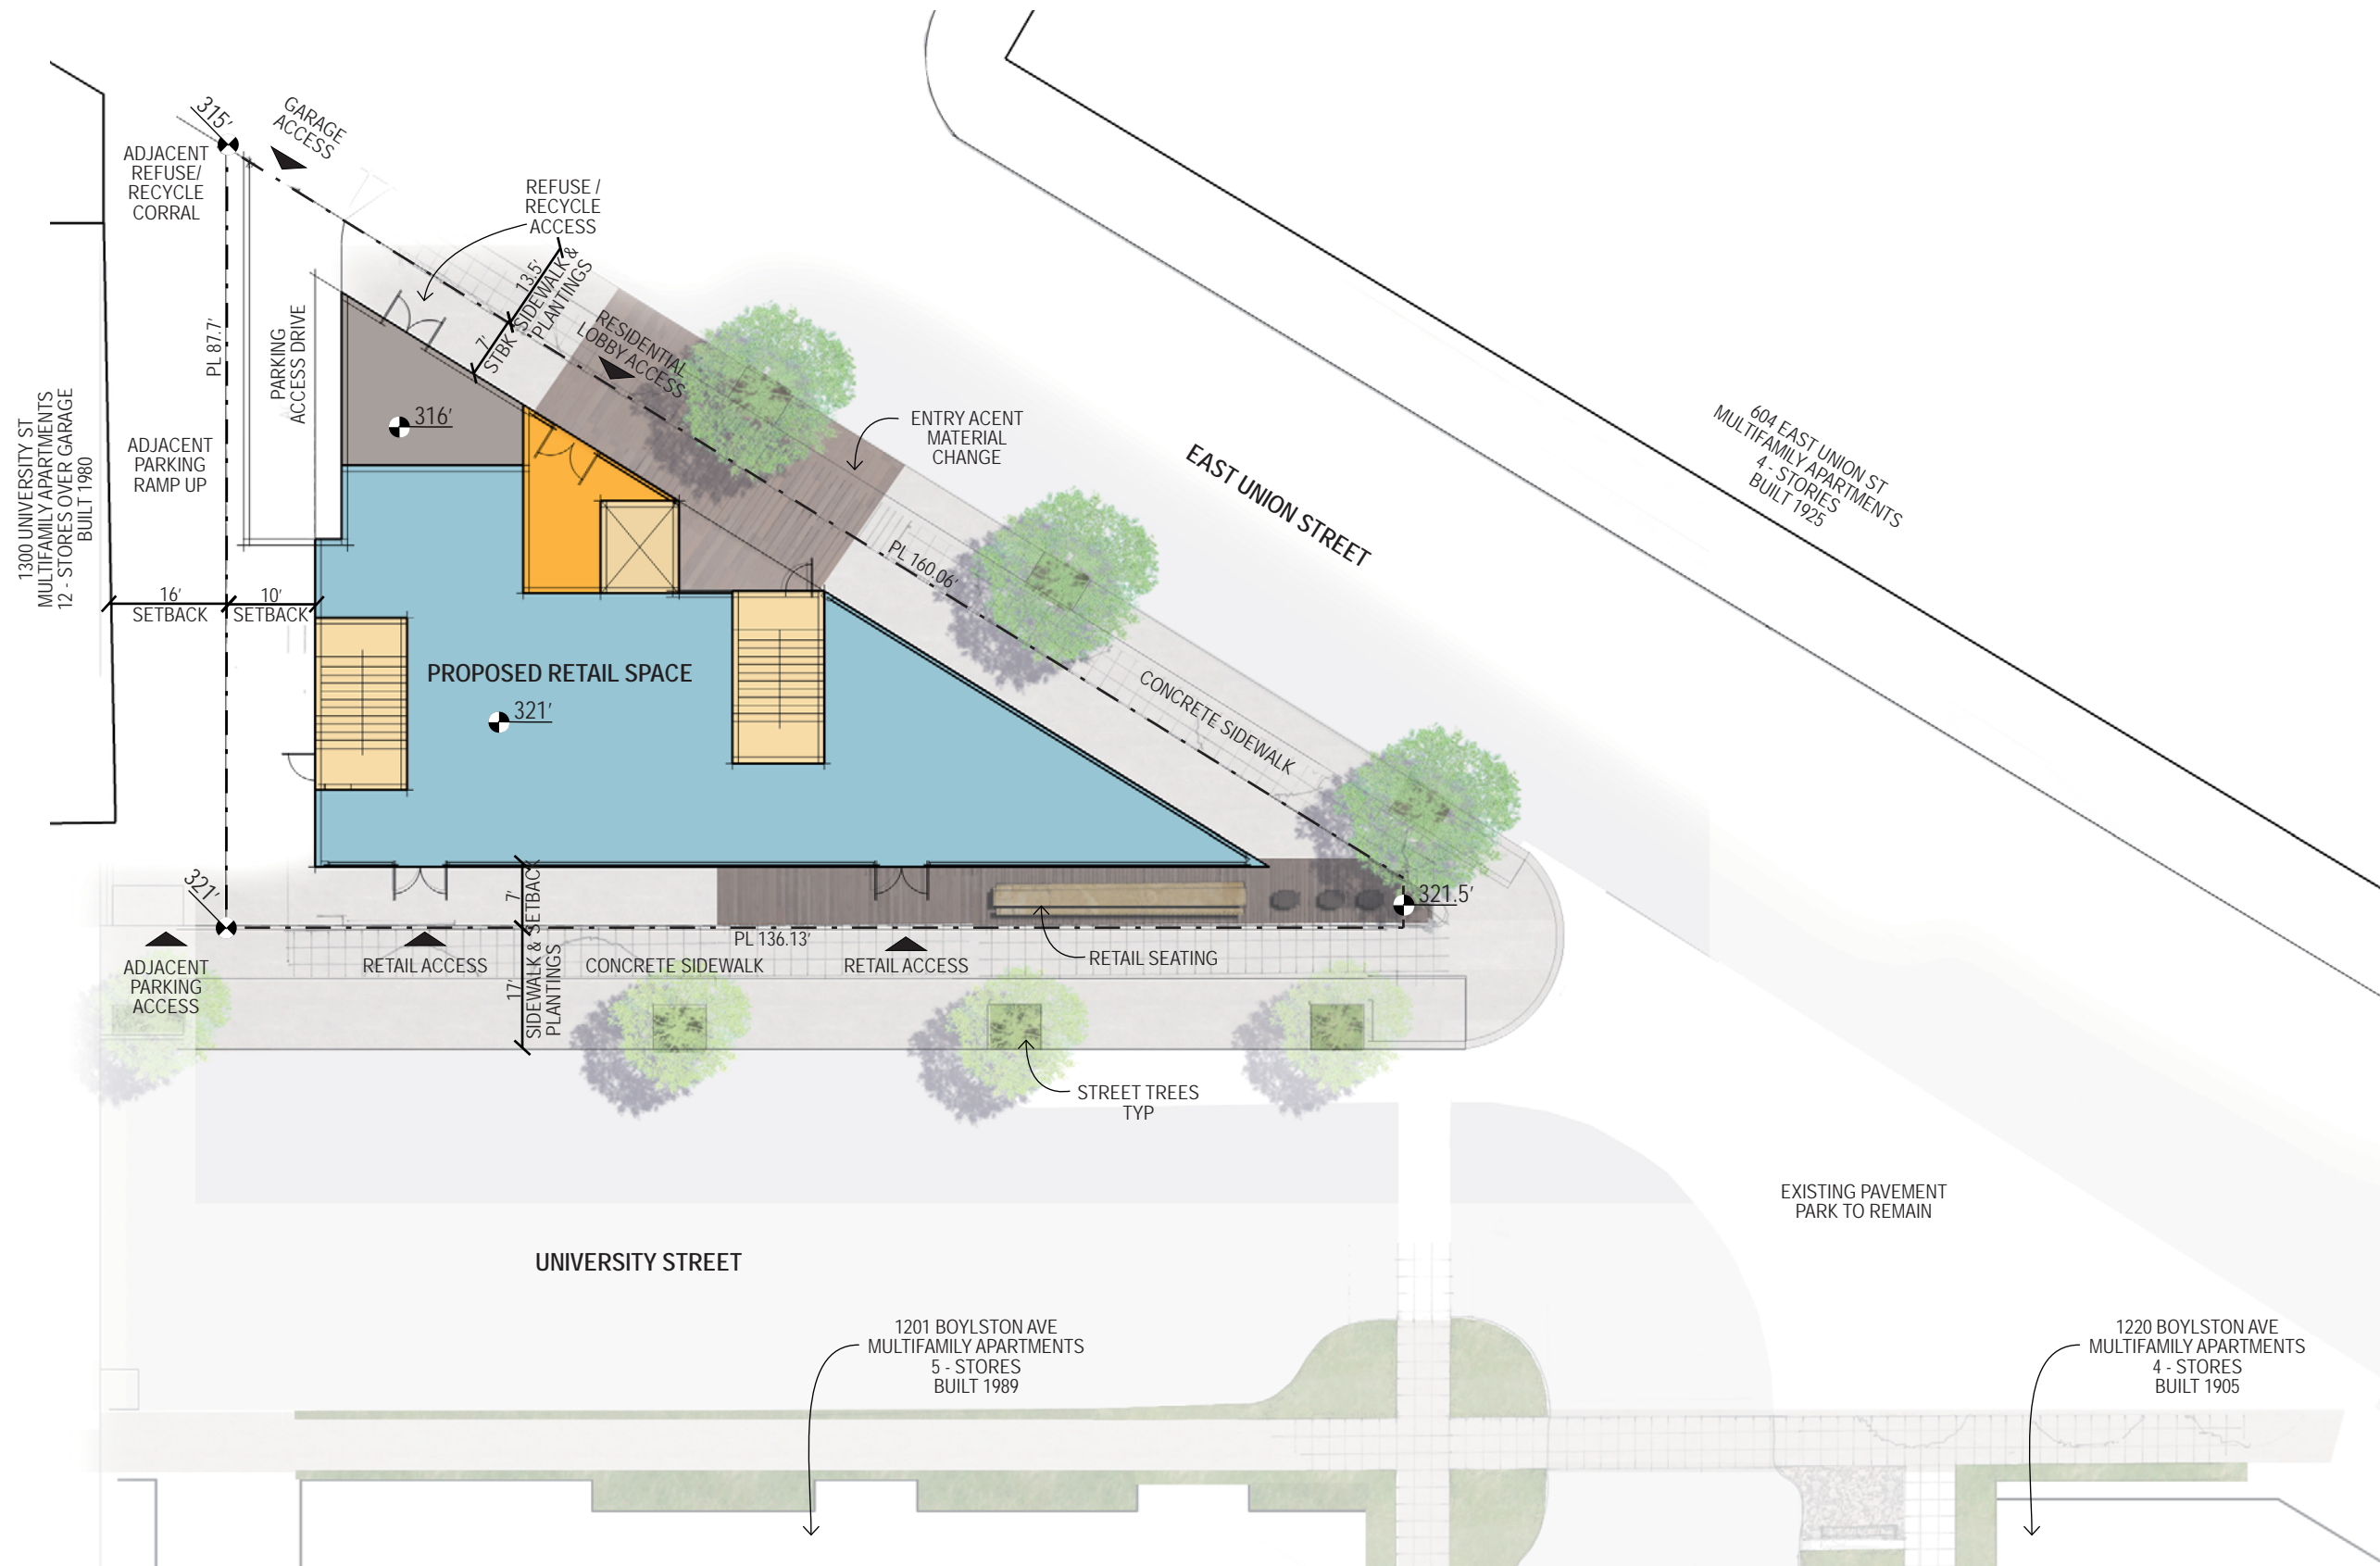 315'
GARAGE
ACCESS
ADJACENT
REFUSE/
RECYCLE
CORRAL
REFUSE /
RECYCLE
ACCESS
13.5'
SIDEWALK &
PLANTINGS
7'
STBK
RESIDENTIAL
LOBBY ACCESS
PL 87.7'
PARKING
ACCESS DRIVE
316'
ENTRY ACENT
MATERIAL
CHANGE
1300 UNIVERSITY ST
MULTIFAMILY APARTMENTS
12 - STORES OVER GARAGE
BUILT 1980
ADJACENT
PARKING
RAMP UP
EAST UNION STREET
604 EAST UNION ST
MULTIFAMILY APARTMENTS
4 - STORIES
BUILT 1925
PL 160.06'
16'
SETBACK
10'
SETBACK
PROPOSED RETAIL SPACE
321'
CONCRETE SIDEWALK
321'
7'
SETBACK
321.5'
PL 136.13'
ADJACENT
PARKING
ACCESS
RETAIL ACCESS
17'
SIDEWALK &
PLANTINGS
CONCRETE SIDEWALK
RETAIL ACCESS
RETAIL SEATING
STREET TREES
TYP
EXISTING PAVEMENT
PARK TO REMAIN
UNIVERSITY STREET
1201 BOYLSTON AVE
MULTIFAMILY APARTMENTS
5 - STORES
BUILT 1989
1220 BOYLSTON AVE
MULTIFAMILY APARTMENTS
4 - STORES
BUILT 1905